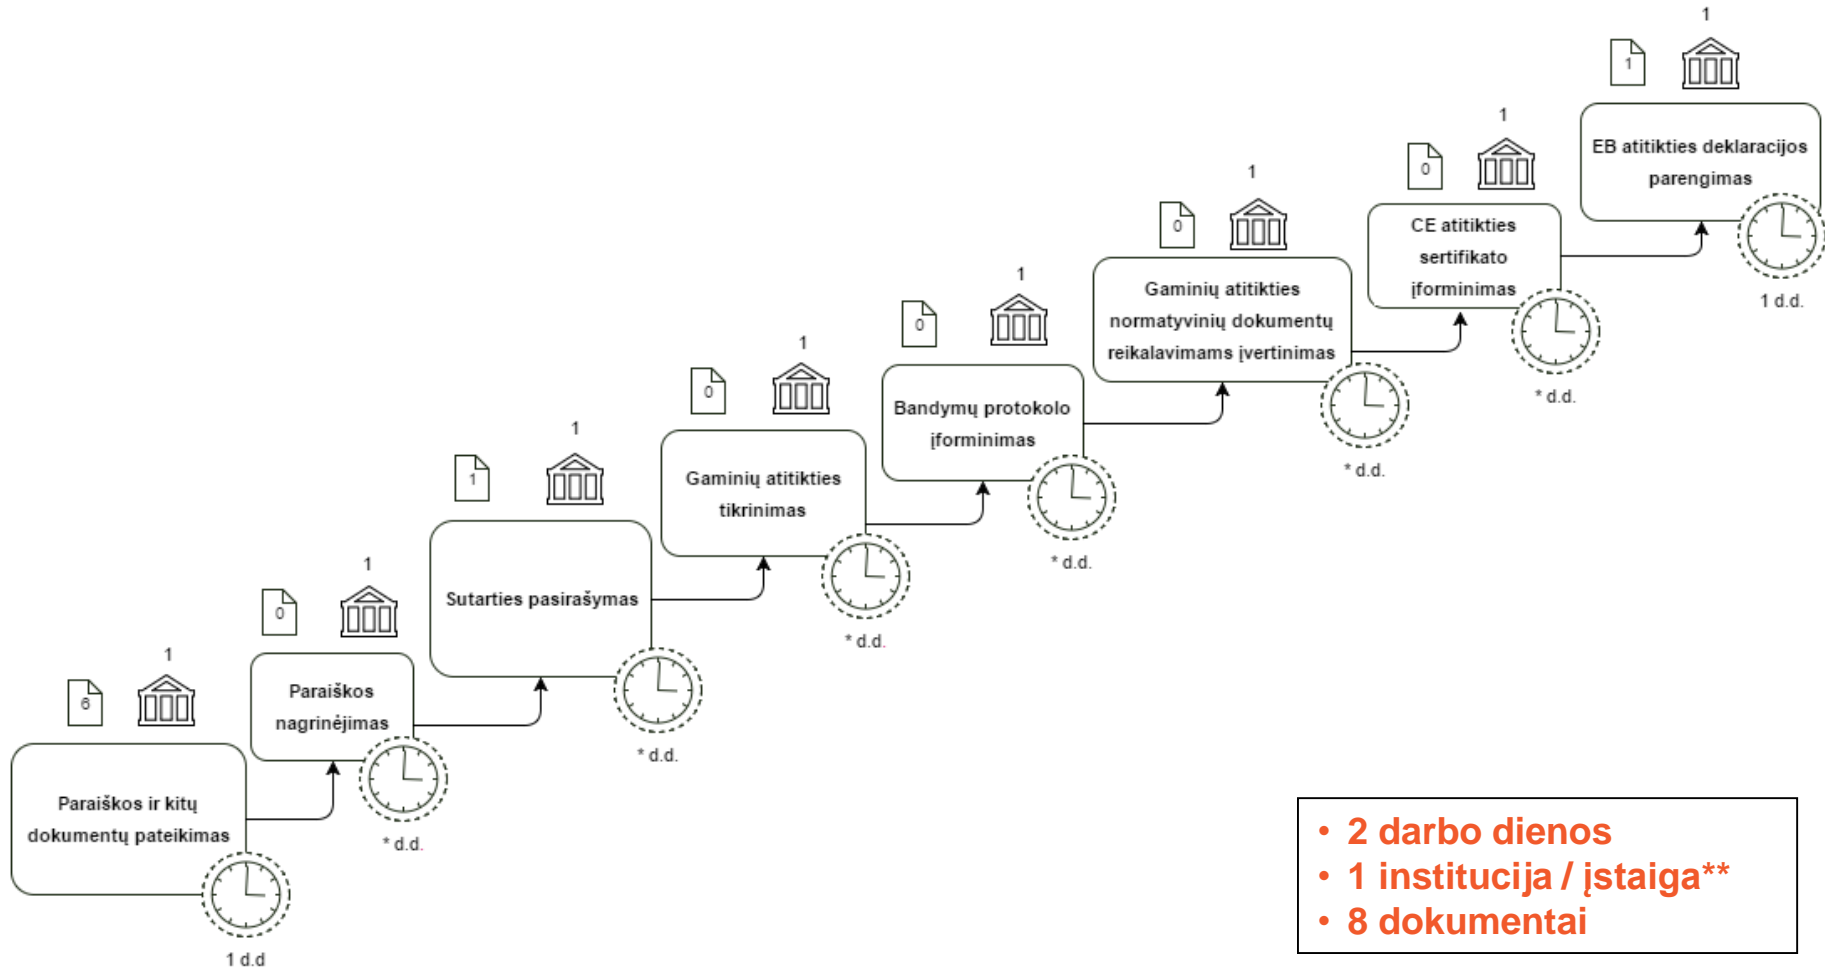 6
1
Paraiškos ir kitų
dokumentų pateikimas
1 d.d
0
1
Paraiškos
nagrinėjimas
* d.d.
1
1
Sutarties pasirašymas
* d.d.
0
1
Gaminių atitikties
tikrinimas
* d.d.
0
1
Bandymų protokolo
įforminimas
* d.d.
0
1
Gaminių atitikties
normatyvinių dokumentų
reikalavimams įvertinimas
* d.d.
0
1
CE atitikties
sertifikato
įforminimas
* d.d.
1
1
EB atitikties deklaracijos
parengimas
1 d.d.
• 2 darbo dienos
• 1 institucija / įstaiga**
• 8 dokumentai